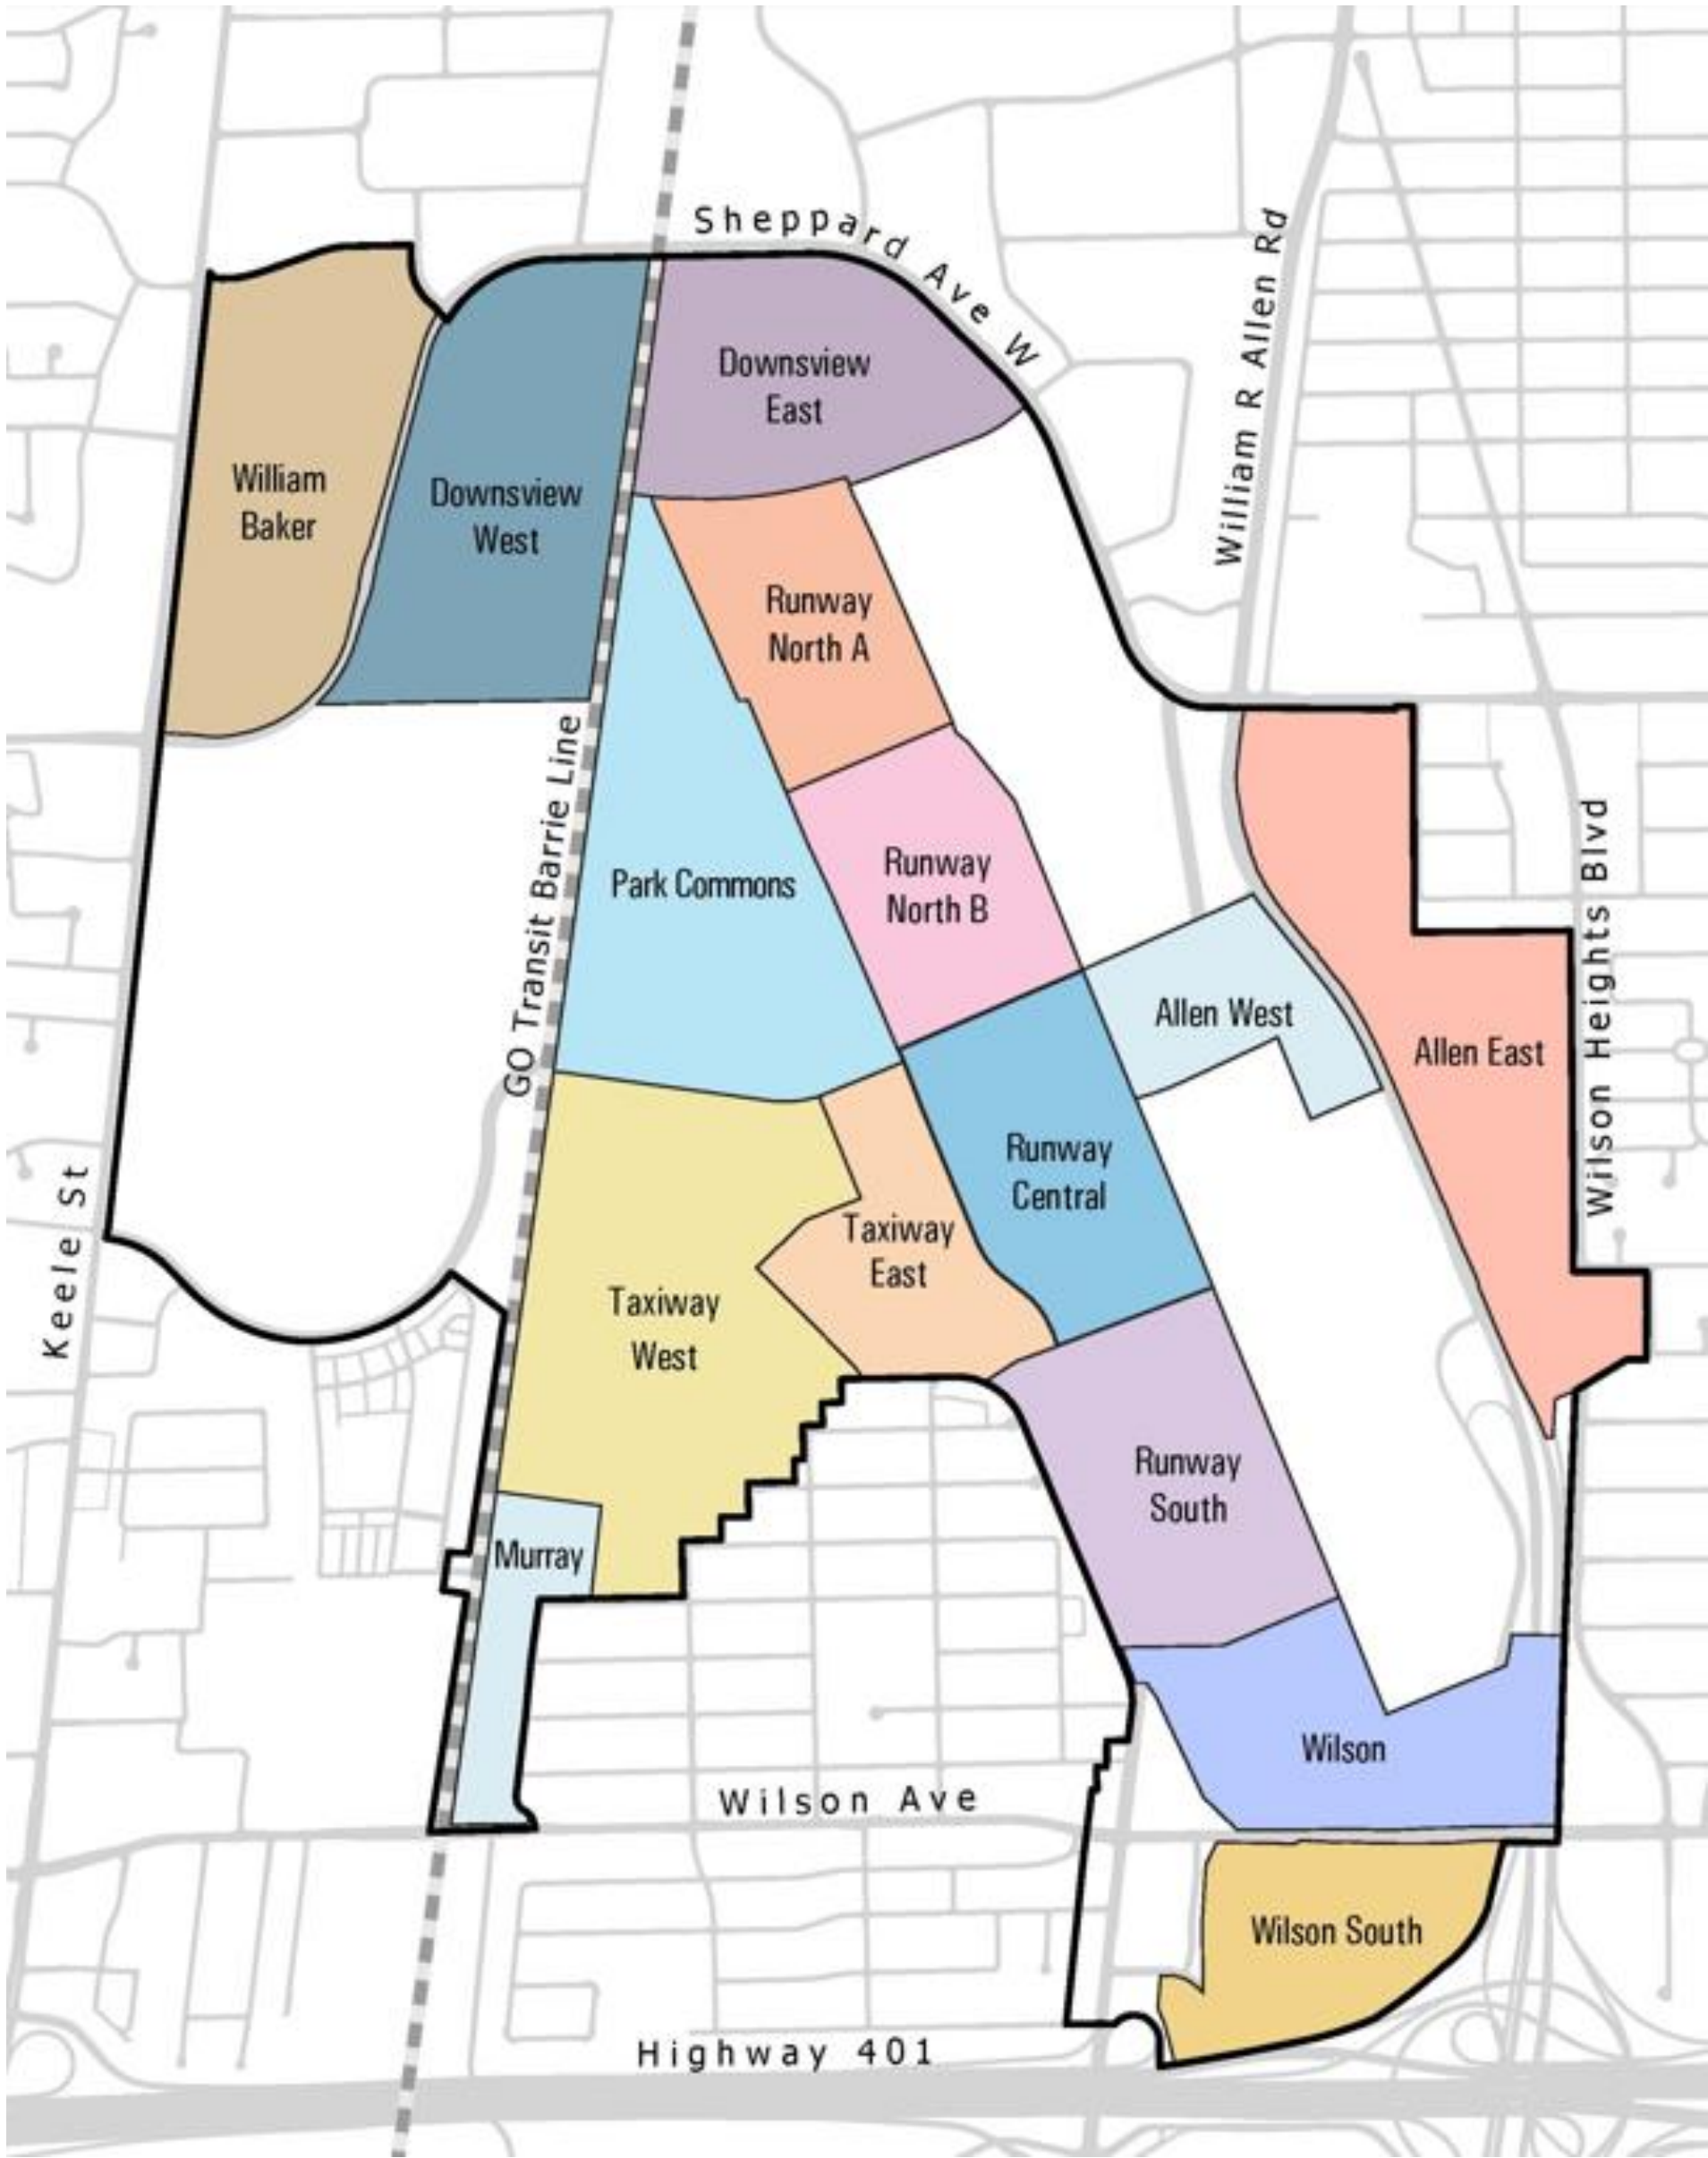 Sheppard Ave W
William R Allen Rd
Downsview
East
William
Baker
Downsview
West
Runway
North A
GO Transit Barrie Line
Park Commons
Runway
North B
Wilson Heights Blvd
Allen West
Allen East
Keele St
Runway
Central
Taxiway
East
Taxiway
West
Runway
South
Murray
Wilson
Wilson Ave
Wilson South
Highway 401